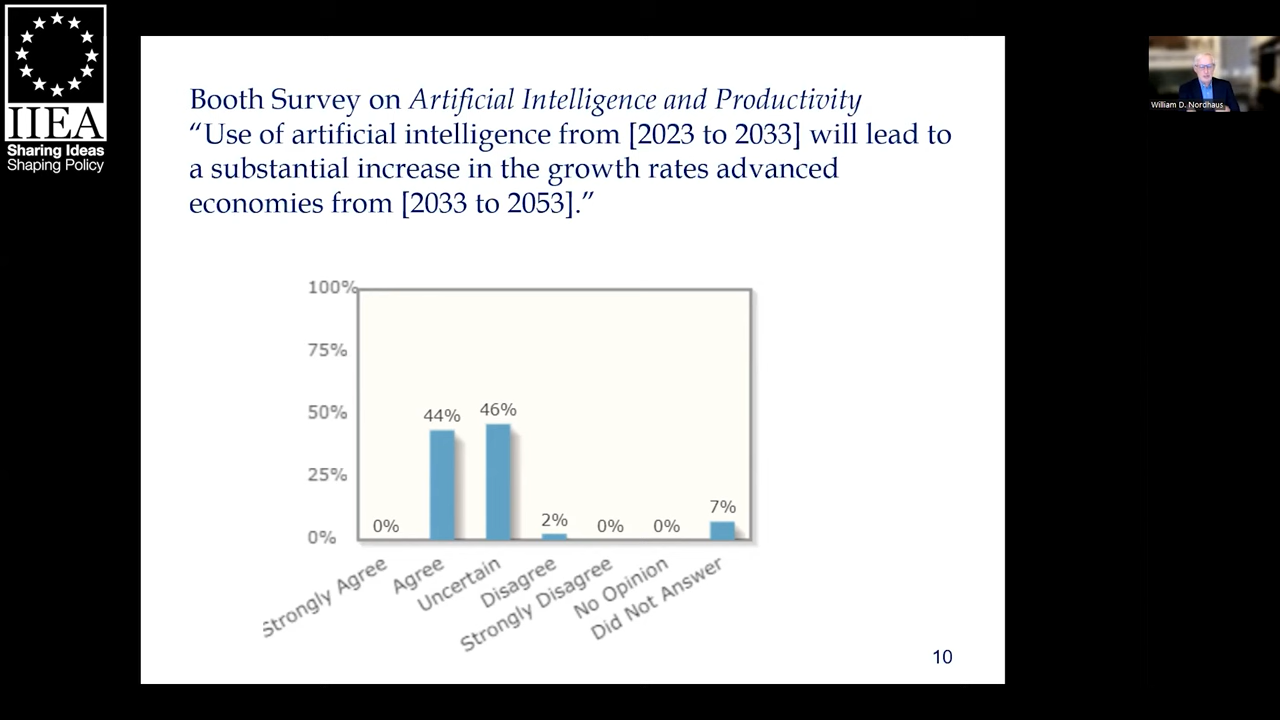 IIEA
Sharing Ideas
Shaping Policy
Booth Survey on Artificial Intelligence and Productivity
“Use of artificial intelligence from [2023 to 2033] will lead to
a substantial increase in the growth rates advanced
economies from [2033 to 2053].”
100%
75%
50%
25%
0%
0%
44%
46%
2%
0%
0%
7%
Strongly Agree
Agree
Uncertain
Disagree
Strongly Disagree
No Opinion
Did Not Answer
10
William D. Nordhaus